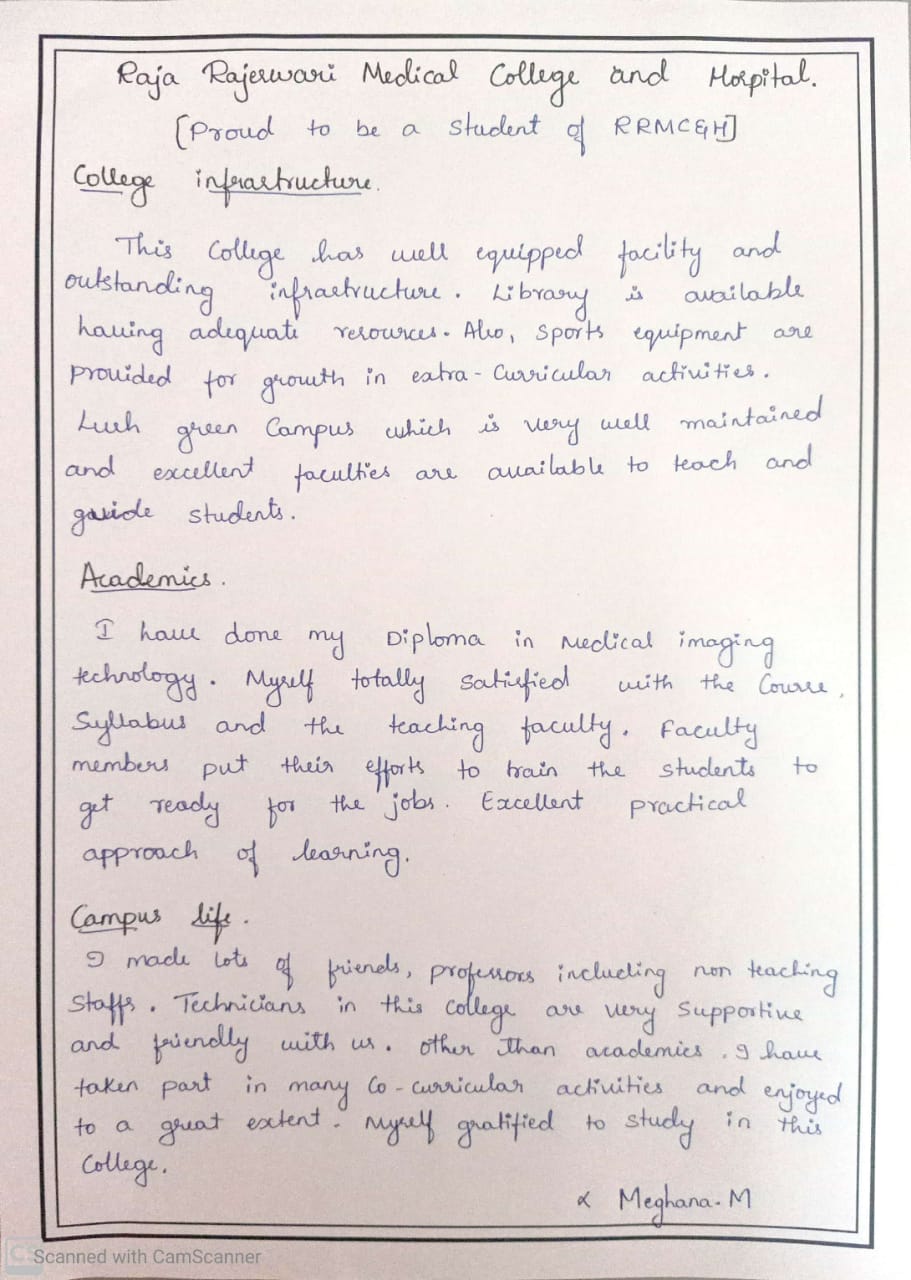 Raja Rajeswari Medical College and Hospital.
[Proud to be a student of RRMC&H]
College infrastructure.
This College has well equipped facility and
outstanding infrastructure. Library is available
having adequate resources. Also, Sports equipment are
provided for growth in extra-Curricular activities.
Lush green Campus which is very well maintained
and excellent faculties are available to teach and
guide students.
Academics.
I have done my Diploma in Medical imaging
technology. Myself totally Satisfied with the Course,
Syllabus and the teaching faculty. Faculty
members put their efforts to train the students to
get ready for the jobs. Excellent practical
approach of learning.
Campus life.
I made lots of friends, professors including non teaching
Staffs. Technicians in this College are very Supportive
and friendly with us. Other than academics, I have
taken part in many Co-curricular activities and enjoyed
to a great extent. Myself gratified to Study in this
College.
Meghana-M
CS Scanned with CamScanner